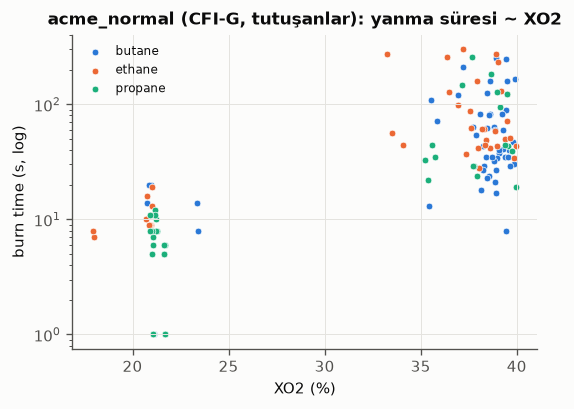 acme_normal (CFI-G, tutuşanlar): yanma süresi ~ XO2
butane
ethane
propane
burn time (s, log)
10²
10¹
10⁰
20
25
30
35
40
XO2 (%)